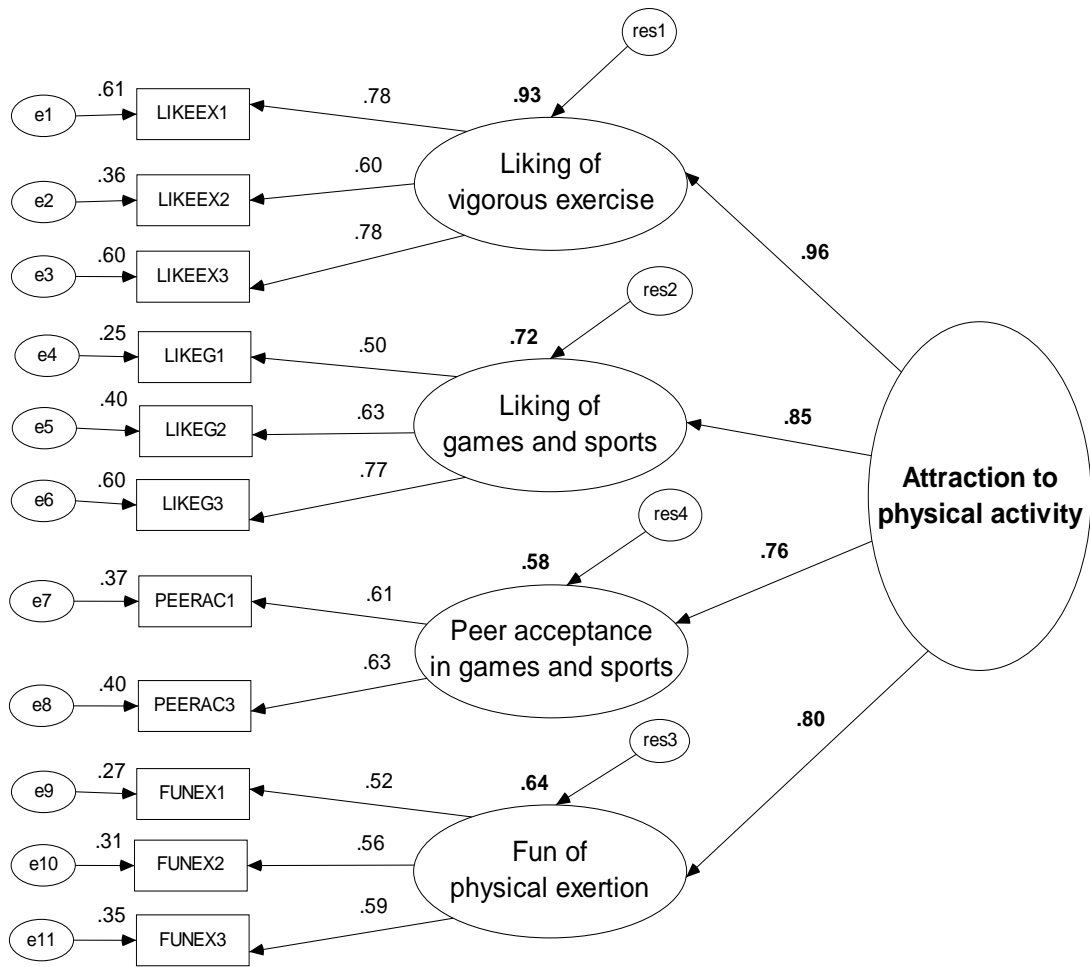 res1
.61
e1
LIKEEX1
.78
.93
.36
e2
LIKEEX2
.60
Liking of
vigorous exercise
.60
e3
LIKEEX3
.78
.96
res2
.25
e4
LIKEG1
.50
.72
.40
e5
LIKEG2
.63
Liking of
games and sports
.85
.60
e6
LIKEG3
.77
Attraction to
physical activity
res4
.37
e7
PEERAC1
.61
.58
.76
Peer acceptance
in games and sports
.40
e8
PEERAC3
.63
.80
res3
.27
e9
FUNEX1
.52
.64
.31
e10
FUNEX2
.56
Fun of
physical exertion
.35
e11
FUNEX3
.59